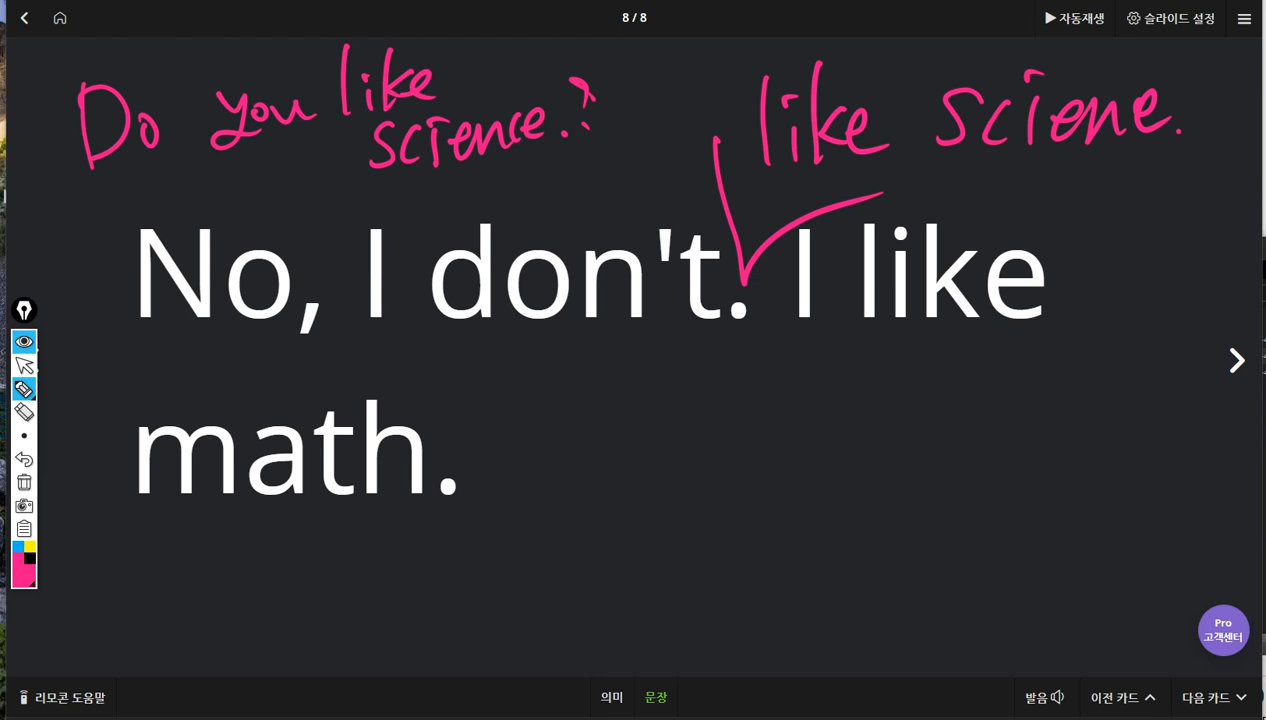 8 / 8
자동재생
슬라이드 설정
Do you like
science.?
like sciene.
No, I don't. I like
math.
Pro
고객센터
리모콘 도움말
의미
문장
발음
이전 카드
다음 카드